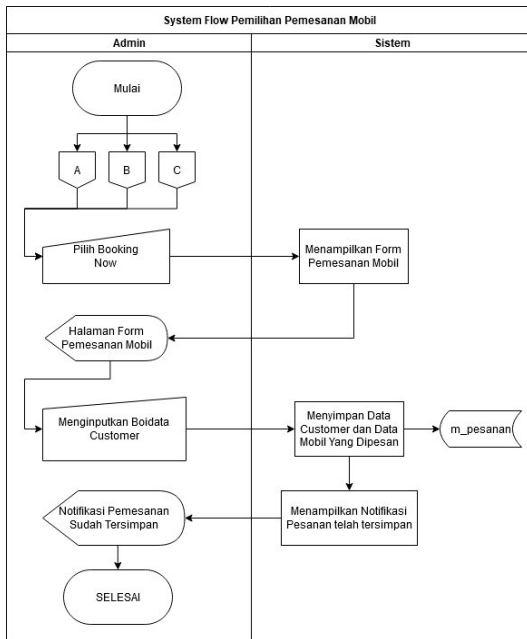 System Flow Pemilihan Pemesanan Mobil
Admin
Sistem
Mulai
A
B
C
Pilih Booking
Now
Menampilkan Form
Pemesanan Mobil
Halaman Form
Pemesanan Mobil
Menginputkan Boidata
Customer
Menyimpan Data
Customer dan Data
Mobil Yang Dipesan
m_pesanan
Notifikasi Pemesanan
Sudah Tersimpan
Menampilkan Notifikasi
Pesanan telah tersimpan
SELESAI